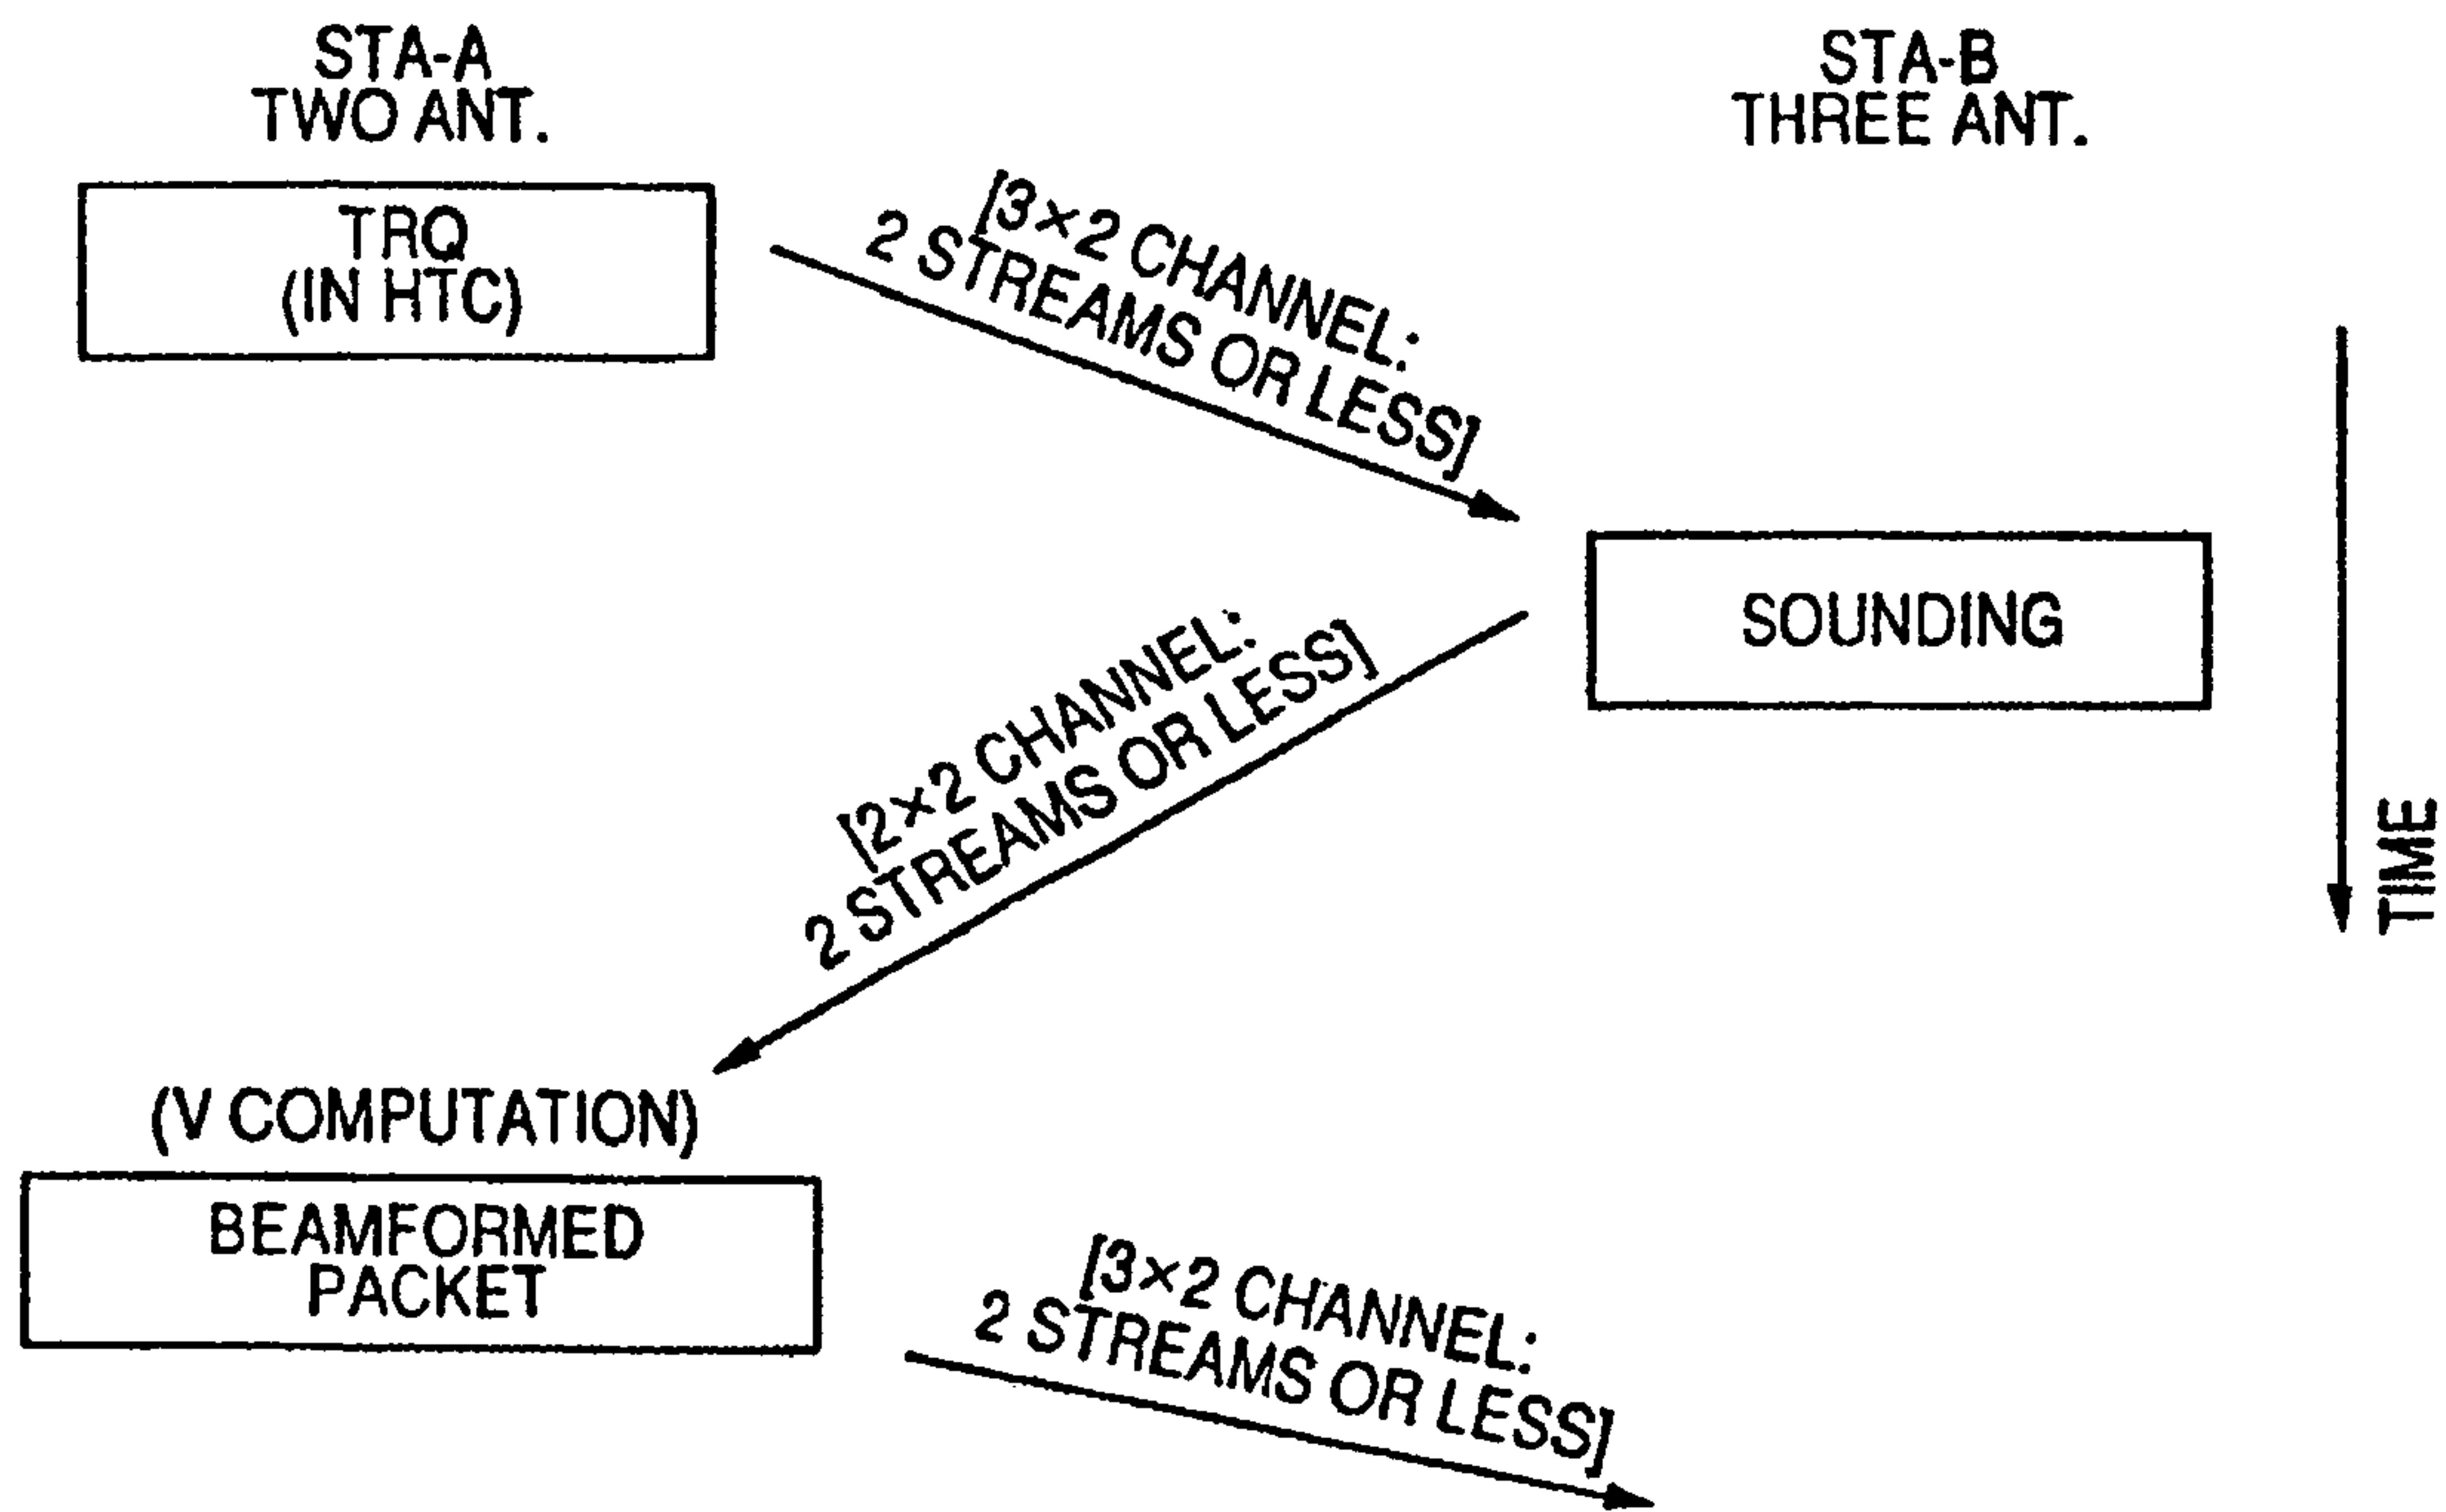 STA-A
TWO ANT.
STA-B
THREE ANT.
TRQ
(IN HTC)
[3×2 CHANNEL:
2 STREAMS OR LESS]
SOUNDING
[2×2 CHANNEL:
2 STREAMS OR LESS]
TIME
(V COMPUTATION)
BEAMFORMED
PACKET
[3×2 CHANNEL:
2 STREAMS OR LESS]